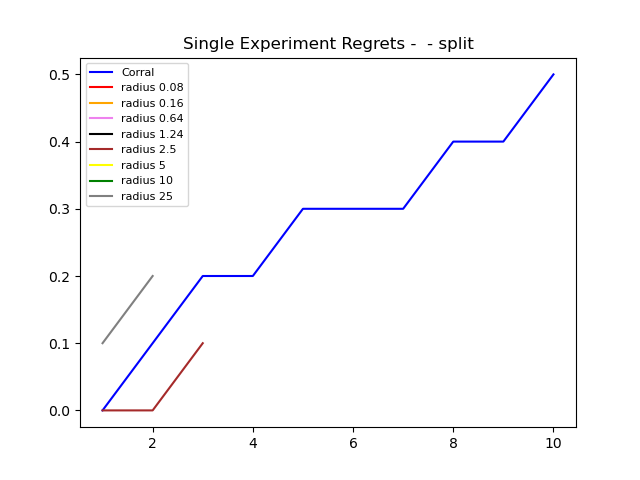 Single Experiment Regrets -  - split
0.5
0.4
0.3
0.2
0.1
0.0
Corral
radius 0.08
radius 0.16
radius 0.64
radius 1.24
radius 2.5
radius 5
radius 10
radius 25
2 4 6 8 10